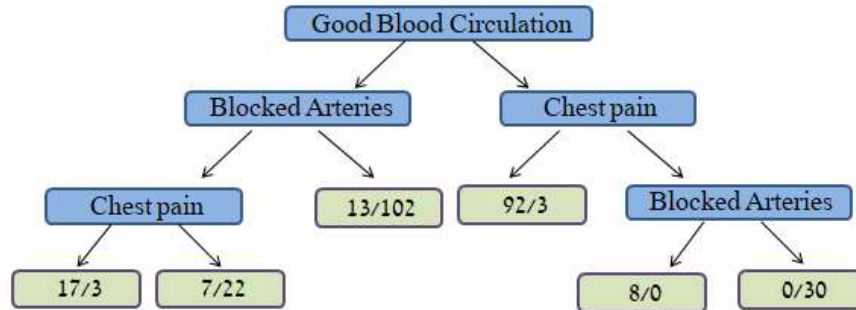 Good Blood Circulation
Blocked Arteries
Chest pain
Chest pain
13/102
92/3
Blocked Arteries
17/3
7/22
8/0
0/30